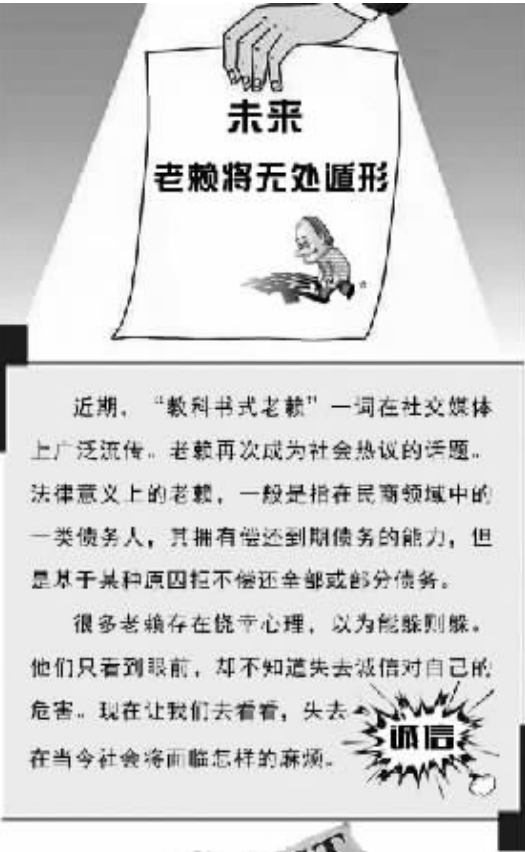 未来
老赖将无处遁形
近期，“教科书式老赖”一词在社交媒体
上广泛流传。老赖再次成为社会热议的话题。
法律意义上的老赖，一般是指在民商领域中的
一类债务人，其拥有偿还到期债务的能力，但
是基于某种原因拒不偿还全部或部分债务。
很多老赖存在侥幸心理，以为能躲则躲。
他们只看到眼前，却不知道失去诚信对自己的
危害。现在让我们去看看，失去
诚信
在当今社会将面临怎样的麻烦。